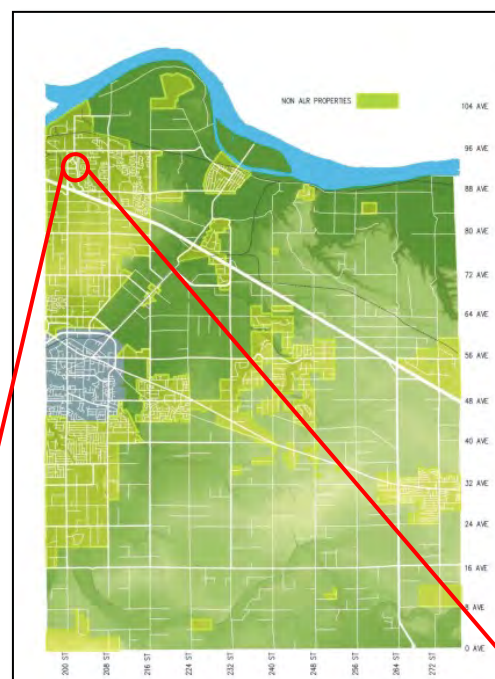 NON ALR PROPERTIES
104 AVE
96 AVE
88 AVE
80 AVE
72 AVE
64 AVE
56 AVE
48 AVE
40 AVE
32 AVE
24 AVE
16 AVE
8 AVE
0 AVE
200 ST
208 ST
216 ST
224 ST
232 ST
240 ST
248 ST
256 ST
264 ST
272 ST